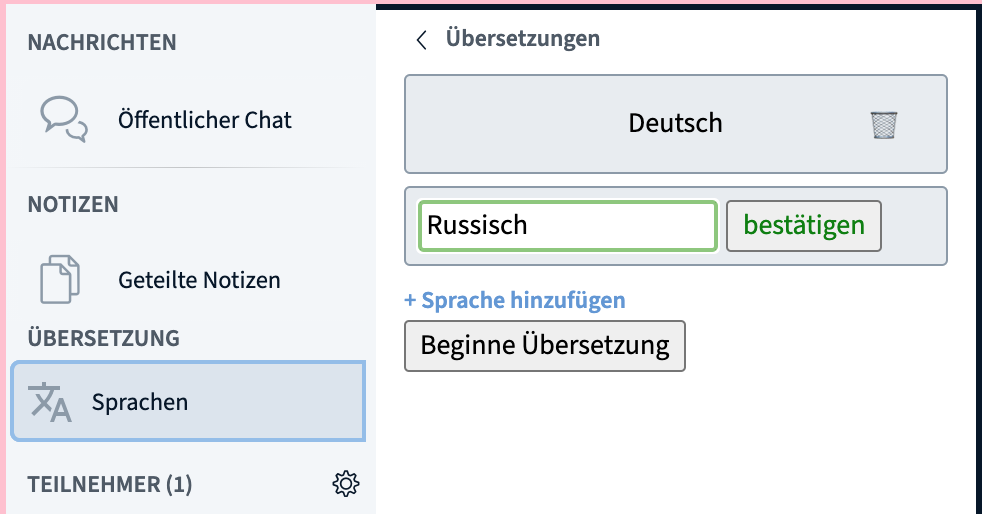 NACHRICHTEN
Öffentlicher Chat
NOTIZEN
Geteilte Notizen
ÜBERSETZUNG
Sprachen
TEILNEHMER (1)
Übersetzungen
Deutsch
Russisch
bestätigen
+ Sprache hinzufügen
Beginne Übersetzung